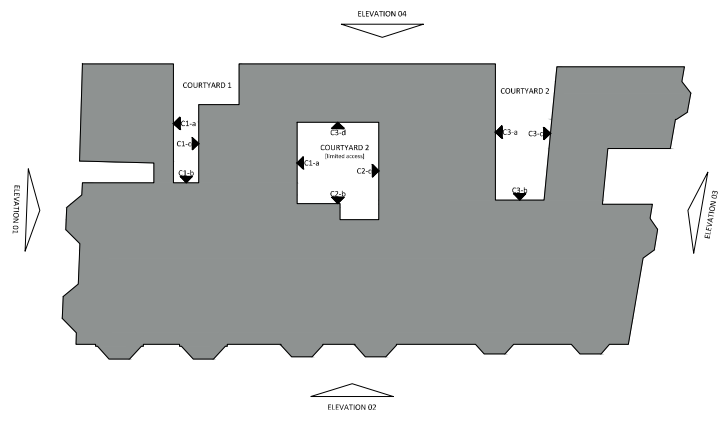 ELEVATION 04
COURTYARD 1
COURTYARD 2
C1-a
C3-d
C3-a
C3-c
C1-c
COURTYARD 2
[limited access]
C1-a
C2-c
C1-b
C3-b
C2-b
ELEVATION 01
ELEVATION 03
ELEVATION 02